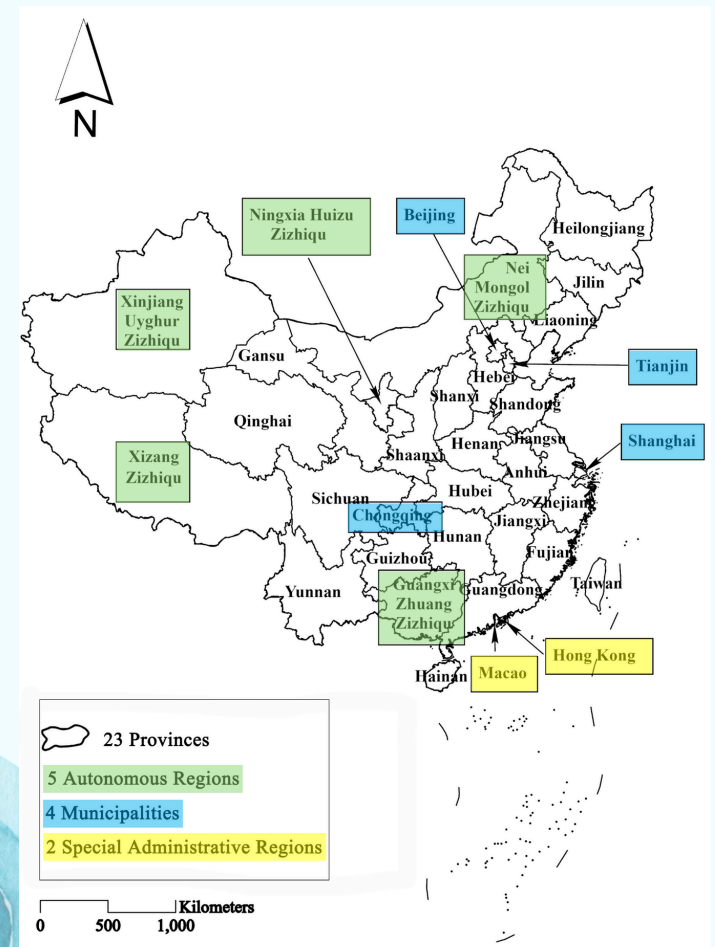 N
Ningxia Huizu
Zizhiqu
Beijing
Heilongjiang
Nei
Mongol
Zizhiqu
Jilin
Xinjiang
Uyghur
Zizhiqu
Liaoning
Gansu
Hebei
Tianjin
Shanxi
Shandong
Qinghai
Henan
Jiangsu
Shanghai
Xizang
Zizhiqu
Shaanxi
Anhui
Sichuan
Hubei
Zhejiang
Chongqing
Jiangxi
Hunan
Guizhou
Fujian
Yunnan
Guangxi
Zhuang
Zizhiqu
Guangdong
Taiwan
Hong Kong
Hainan
Macao
23 Provinces
5 Autonomous Regions
4 Municipalities
2 Special Administrative Regions
Kilometers
0 500 1,000